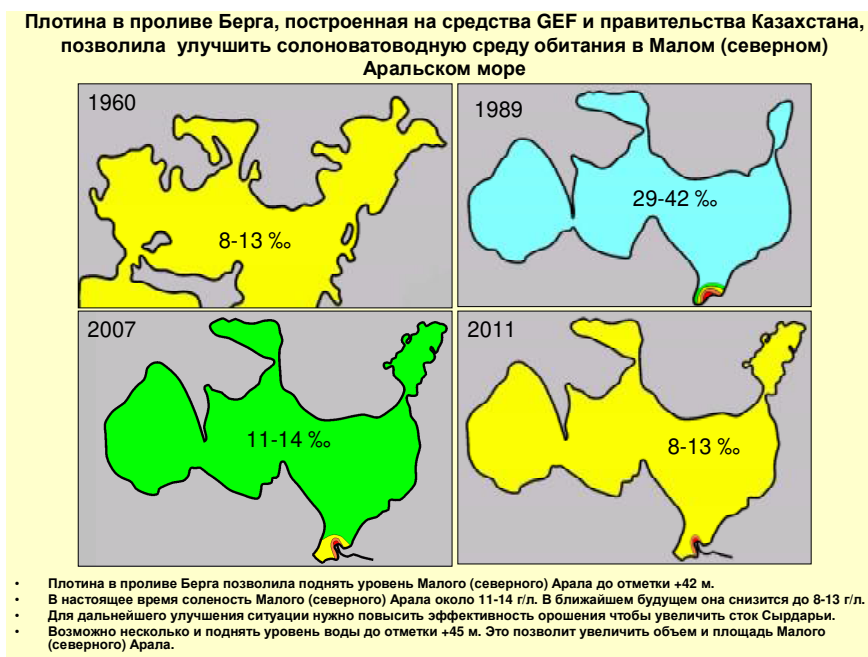 Плотина в проливе Берга, построенная на средства GEF и правительства Казахстана,
позволила улучшить солоноватоводную среду обитания в Малом (северном)
Аральском море
1960
8-13 ‰
1989
29-42 ‰
2007
11-14 ‰
2011
8-13 ‰
• Плотина в проливе Берга позволила поднять уровень Малого (северного) Арала до отметки +42 м.
• В настоящее время соленость Малого (северного) Арала около 11-14 г/л. В ближайшем будущем она снизится до 8-13 г/л.
• Для дальнейшего улучшения ситуации нужно повысить эффективность орошения чтобы увеличить сток Сырдарьи.
• Возможно несколько и поднять уровень воды до отметки +45 м. Это позволит увеличить объем и площадь Малого
(северного) Арала.